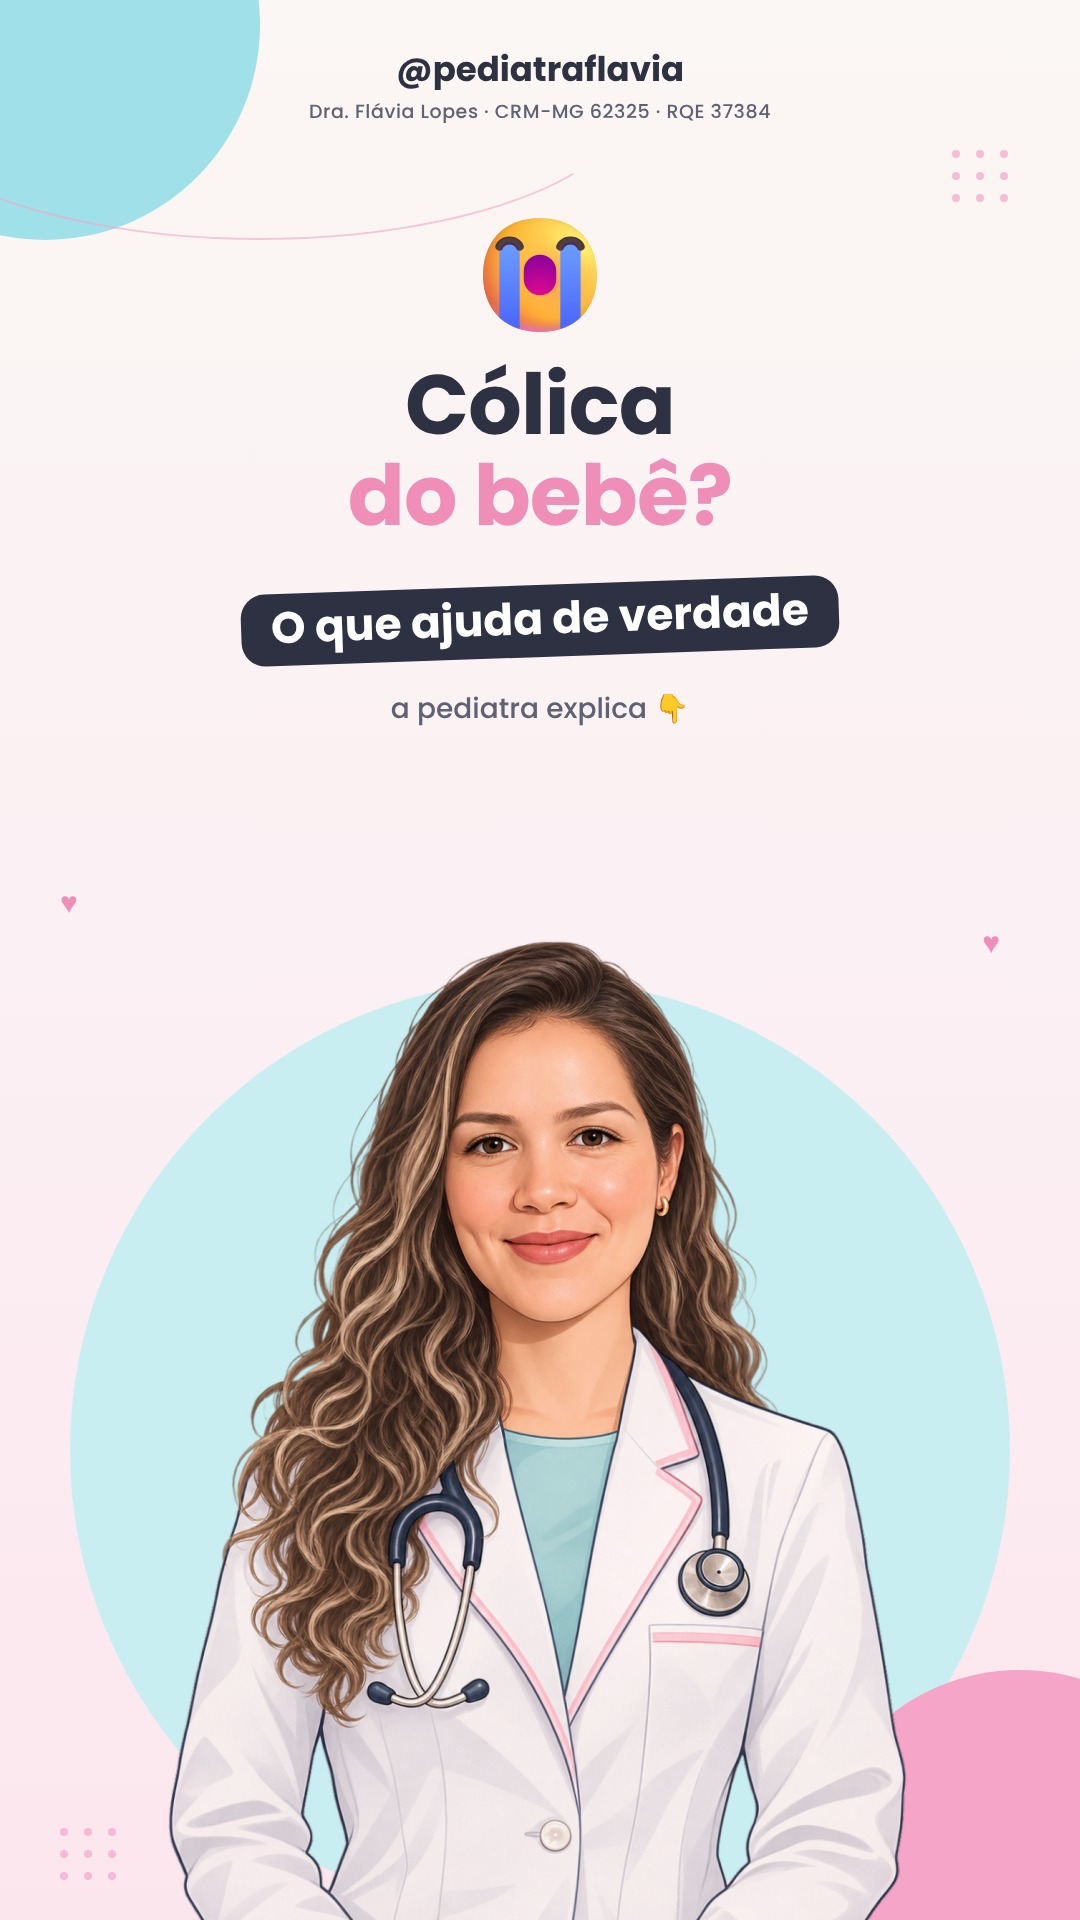 @pediatraflavia
Dra. Flávia Lopes · CRM-MG 62325 · RQE 37384
Cólica
do bebê?
O que ajuda de verdade
a pediatra explica 👇